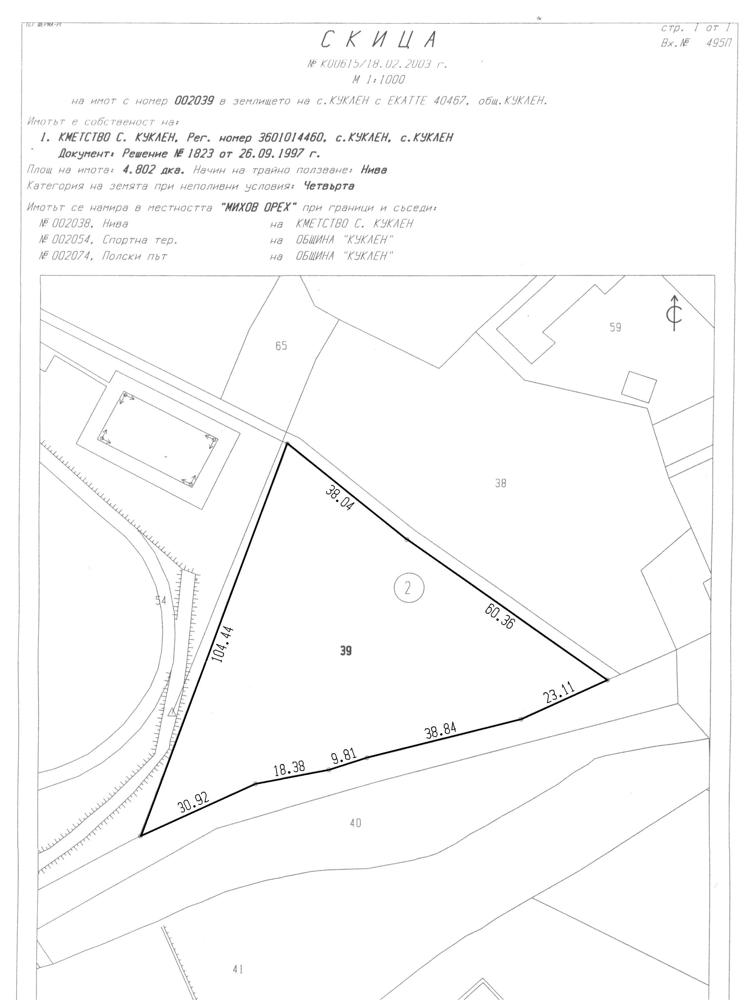 (с) ФЕРМА-РГ
стр. 1 от 1
СКИЦА
Вх.№ 495П
№ К00615/18.02.2003 г.
М 1:1000
на имот с номер 002039 в землището на с.КУКЛЕН с ЕКАТТЕ 40467, общ.КУКЛЕН.
Имотът е собственост на:
1. КМЕТСТВО С. КУКЛЕН, Рег. номер 3601014460, с.КУКЛЕН, с.КУКЛЕН
Документ: Решение № 1823 от 26.09.1997 г.
Площ на имота: 4.802 дка. Начин на трайно ползване: Нива
Категория на земята при неполивни условия: Четвърта
Имотът се намира в местността "МИХОВ ОРЕХ" при граници и съседи:
№ 002038, Нива на КМЕТСТВО С. КУКЛЕН
№ 002054, Спортна тер. на ОБЩИНА "КУКЛЕН"
№ 002074, Полски път на ОБЩИНА "КУКЛЕН"
59
65
38
38.04
2
54
60.36
104.44
39
23.11
38.84
9.81
18.38
30.92
40
41